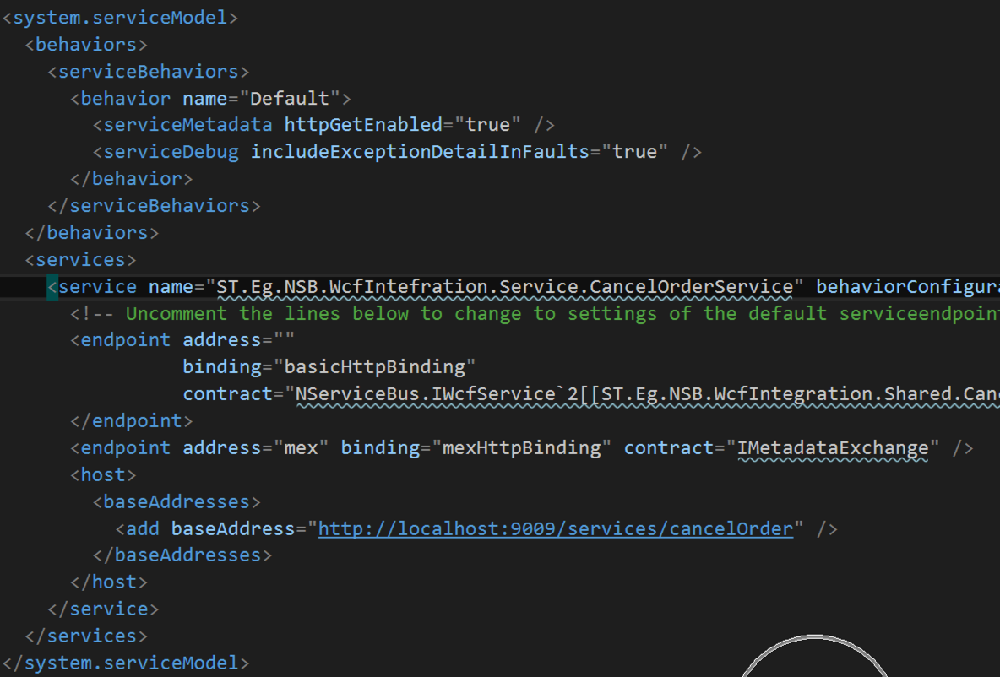 <system.serviceModel>
<behaviors>
<serviceBehaviors>
<behavior name="Default">
<serviceMetadata httpGetEnabled="true" />
<serviceDebug includeExceptionDetailInFaults="true" />
</behavior>
</serviceBehaviors>
</behaviors>
<services>
<service name="ST.Eg.NSB.WcfIntefration.Service.CancelOrderService" behaviorConfigura
<!-- Uncomment the lines below to change to settings of the default serviceendpoint
<endpoint address=""
binding="basicHttpBinding"
contract="NServiceBus.IWcfService`2[[ST.Eg.NSB.WcfIntegration.Shared.Canc
</endpoint>
<endpoint address="mex" binding="mexHttpBinding" contract="IMetadataExchange" />
<host>
<baseAddresses>
<add baseAddress="http://localhost:9009/services/cancelOrder" />
</baseAddresses>
</host>
</service>
</services>
</system.serviceModel>